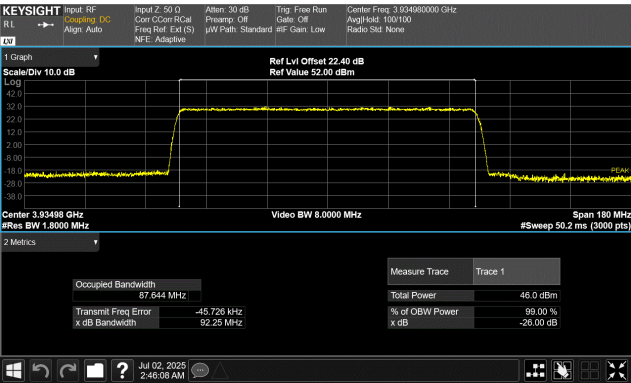 KEYSIGHT Input: RF Input Z: 50 Ω Atten: 30 dB Trig: Free Run Center Freq: 3.934980000 GHz
RL Coupling: DC Corr CCorr RCal Preamp: Off Gate: Off Avg|Hold: 100/100
Align: Auto Freq Ref: Ext (S) µW Path: Standard #IF Gain: Low Radio Std: None
LXI NFE: Adaptive
1 Graph
Ref Lvl Offset 22.40 dB
Scale/Div 10.0 dB Ref Value 52.00 dBm
Log
42.0
32.0
22.0
12.0
2.00
-8.00
-18.0 PEAK
-28.0
-38.0
Center 3.93498 GHz Video BW 8.0000 MHz Span 180 MHz
#Res BW 1.8000 MHz #Sweep 50.2 ms (3000 pts)
2 Metrics
Measure Trace Trace 1
Occupied Bandwidth
87.644 MHz Total Power 46.0 dBm
Transmit Freq Error -45.726 kHz % of OBW Power 99.00 %
x dB Bandwidth 92.25 MHz x dB -26.00 dB
? Jul 02, 2025
2:46:08 AM